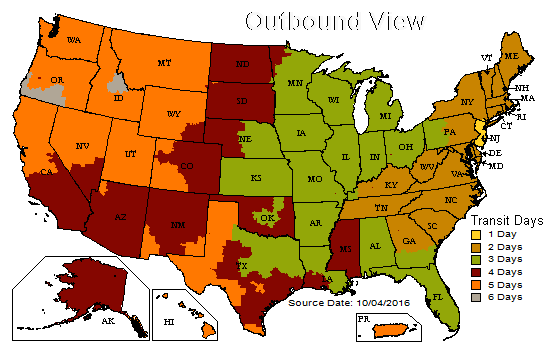 Outbound View
WA
MT
ND
MN
ME
VT
OR
ID
WY
SD
WI
MI
NY
NH
MA
RI
CT
NV
UT
CO
NE
IA
IL
IN
OH
PA
NJ
DE
MD
CA
KS
MO
KY
WV
VA
AZ
NM
OK
AR
TN
NC
SC
TX
LA
MS
AL
GA
FL
AK
HI
PR
Transit Days
1 Day
2 Days
3 Days
4 Days
5 Days
6 Days
Source Date: 10/04/2016